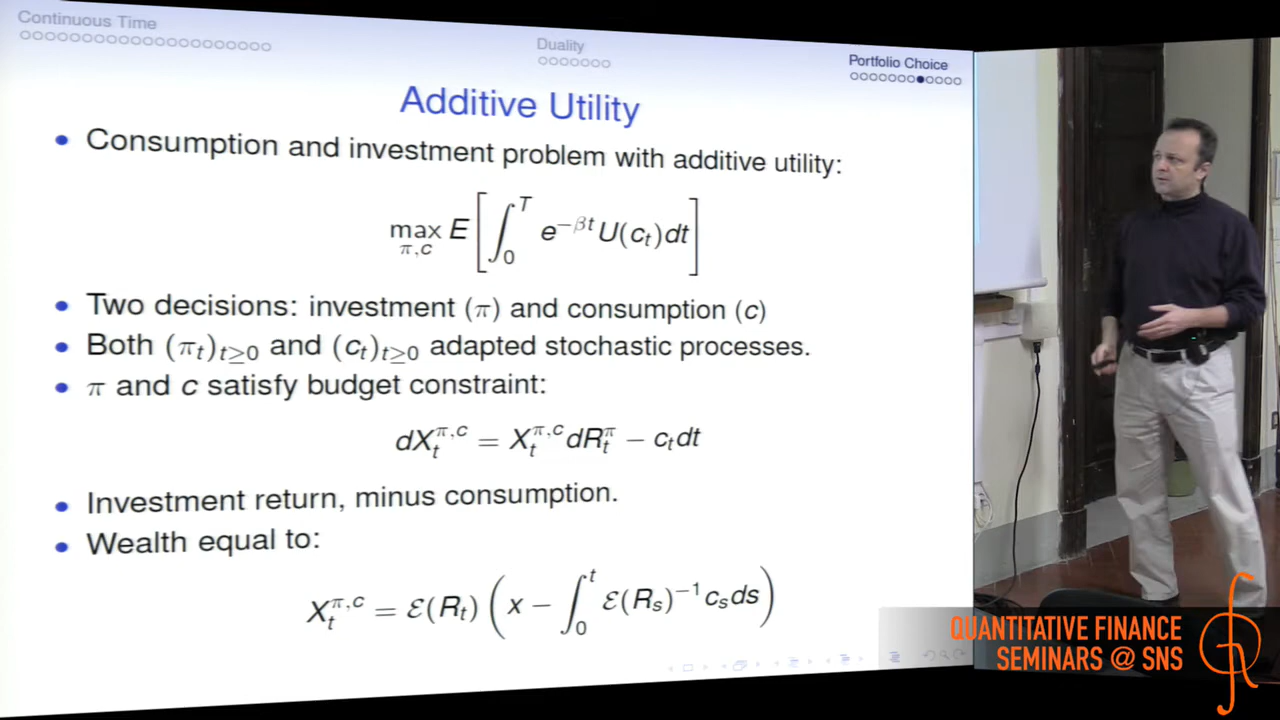 Continuous Time
Duality
Portfolio Choice
Additive Utility
• Consumption and investment problem with additive utility:
max_{π,c} E [ ∫_0^T e^{−βt} U(c_t)dt ]
• Two decisions: investment (π) and consumption (c)
• Both (π_t)_{t≥0} and (c_t)_{t≥0} adapted stochastic processes.
• π and c satisfy budget constraint:
dX_t^{π,c} = X_t^{π,c} dR_t^π − c_t dt
• Investment return, minus consumption.
• Wealth equal to:
X_t^{π,c} = ℰ(R_t) ( x − ∫_0^t ℰ(R_s)^{−1} c_s ds )
QUANTITATIVE FINANCE
SEMINARS @ SNS